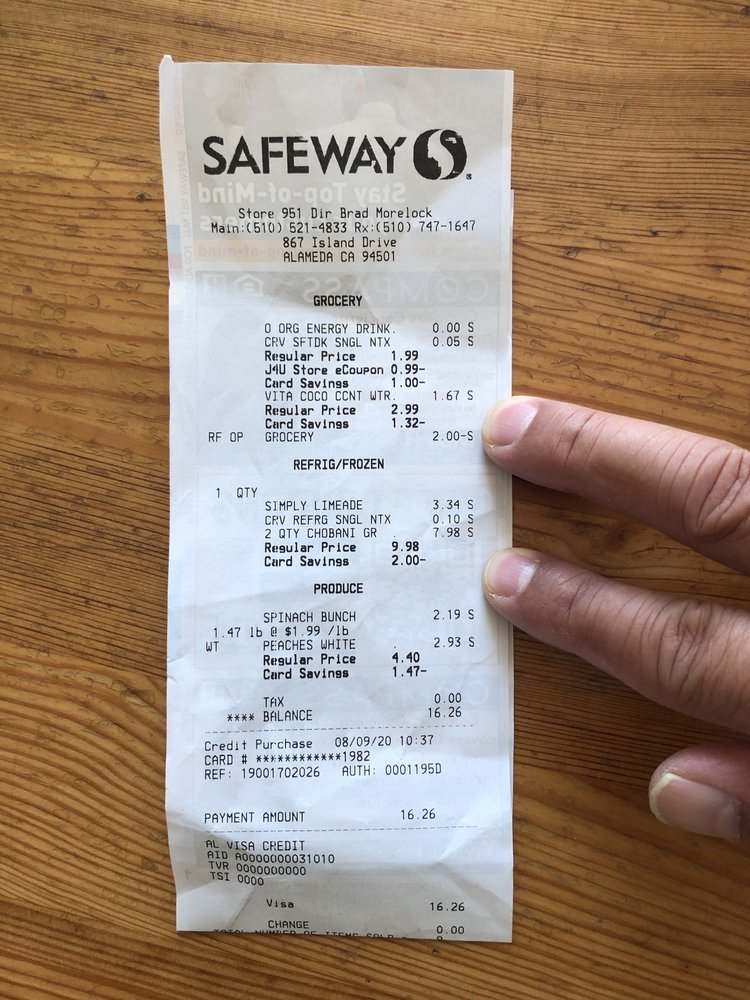 SAFEWAY
Store 951 Dir Brad Morelock
Main:(510) 521-4833 Rx:(510) 747-1647
867 Island Drive
ALAMEDA CA 94501
GROCERY
O ORG ENERGY DRINK. 0.00 S
CRV SFTDK SNGL NTX 0.05 S
Regular Price 1.99
J4U Store eCoupon 0.99-
Card Savings 1.00-
VITA COCO CCNT WTR. 1.67 S
Regular Price 2.99
Card Savings 1.32-
RF OP GROCERY 2.00-S
REFRIG/FROZEN
1 QTY
SIMPLY LIMEADE 3.34 S
CRV REFRG SNGL NTX 0.10 S
2 QTY CHOBANI GR . 7.98 S
Regular Price 9.98
Card Savings 2.00-
PRODUCE
SPINACH BUNCH 2.19 S
1.47 lb @ $1.99 /lb
WT PEACHES WHITE . 2.93 S
Regular Price 4.40
Card Savings 1.47-
TAX 0.00
**** BALANCE 16.26
Credit Purchase 08/09/20 10:37
CARD # ************1982
REF: 19001702026 AUTH: 0001195D
PAYMENT AMOUNT 16.26
AL VISA CREDIT
AID A0000000031010
TVR 0000000000
TSI 0000
Visa 16.26
CHANGE 0.00
TOTAL NUMBER OF ITEMS SOLD =